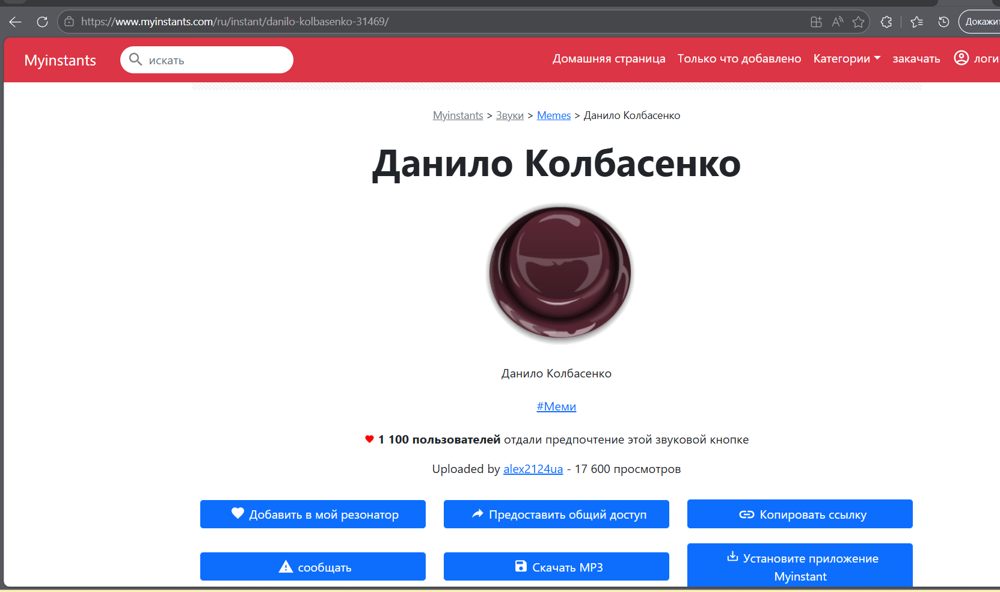 https://www.myinstants.com/ru/instant/danilo-kolbasenko-31469/
Myinstants
искать
Домашняя страница
Только что добавлено
Категории
закачать
Myinstants > Звуки > Memes > Данило Колбасенко
Данило Колбасенко
Данило Колбасенко
#Меми
1 100 пользователей отдали предпочтение этой звуковой кнопке
Uploaded by alex2124ua - 17 600 просмотров
Добавить в мой резонатор
Предоставить общий доступ
Копировать ссылку
сообщать
Скачать MP3
Установите приложение
Myinstant